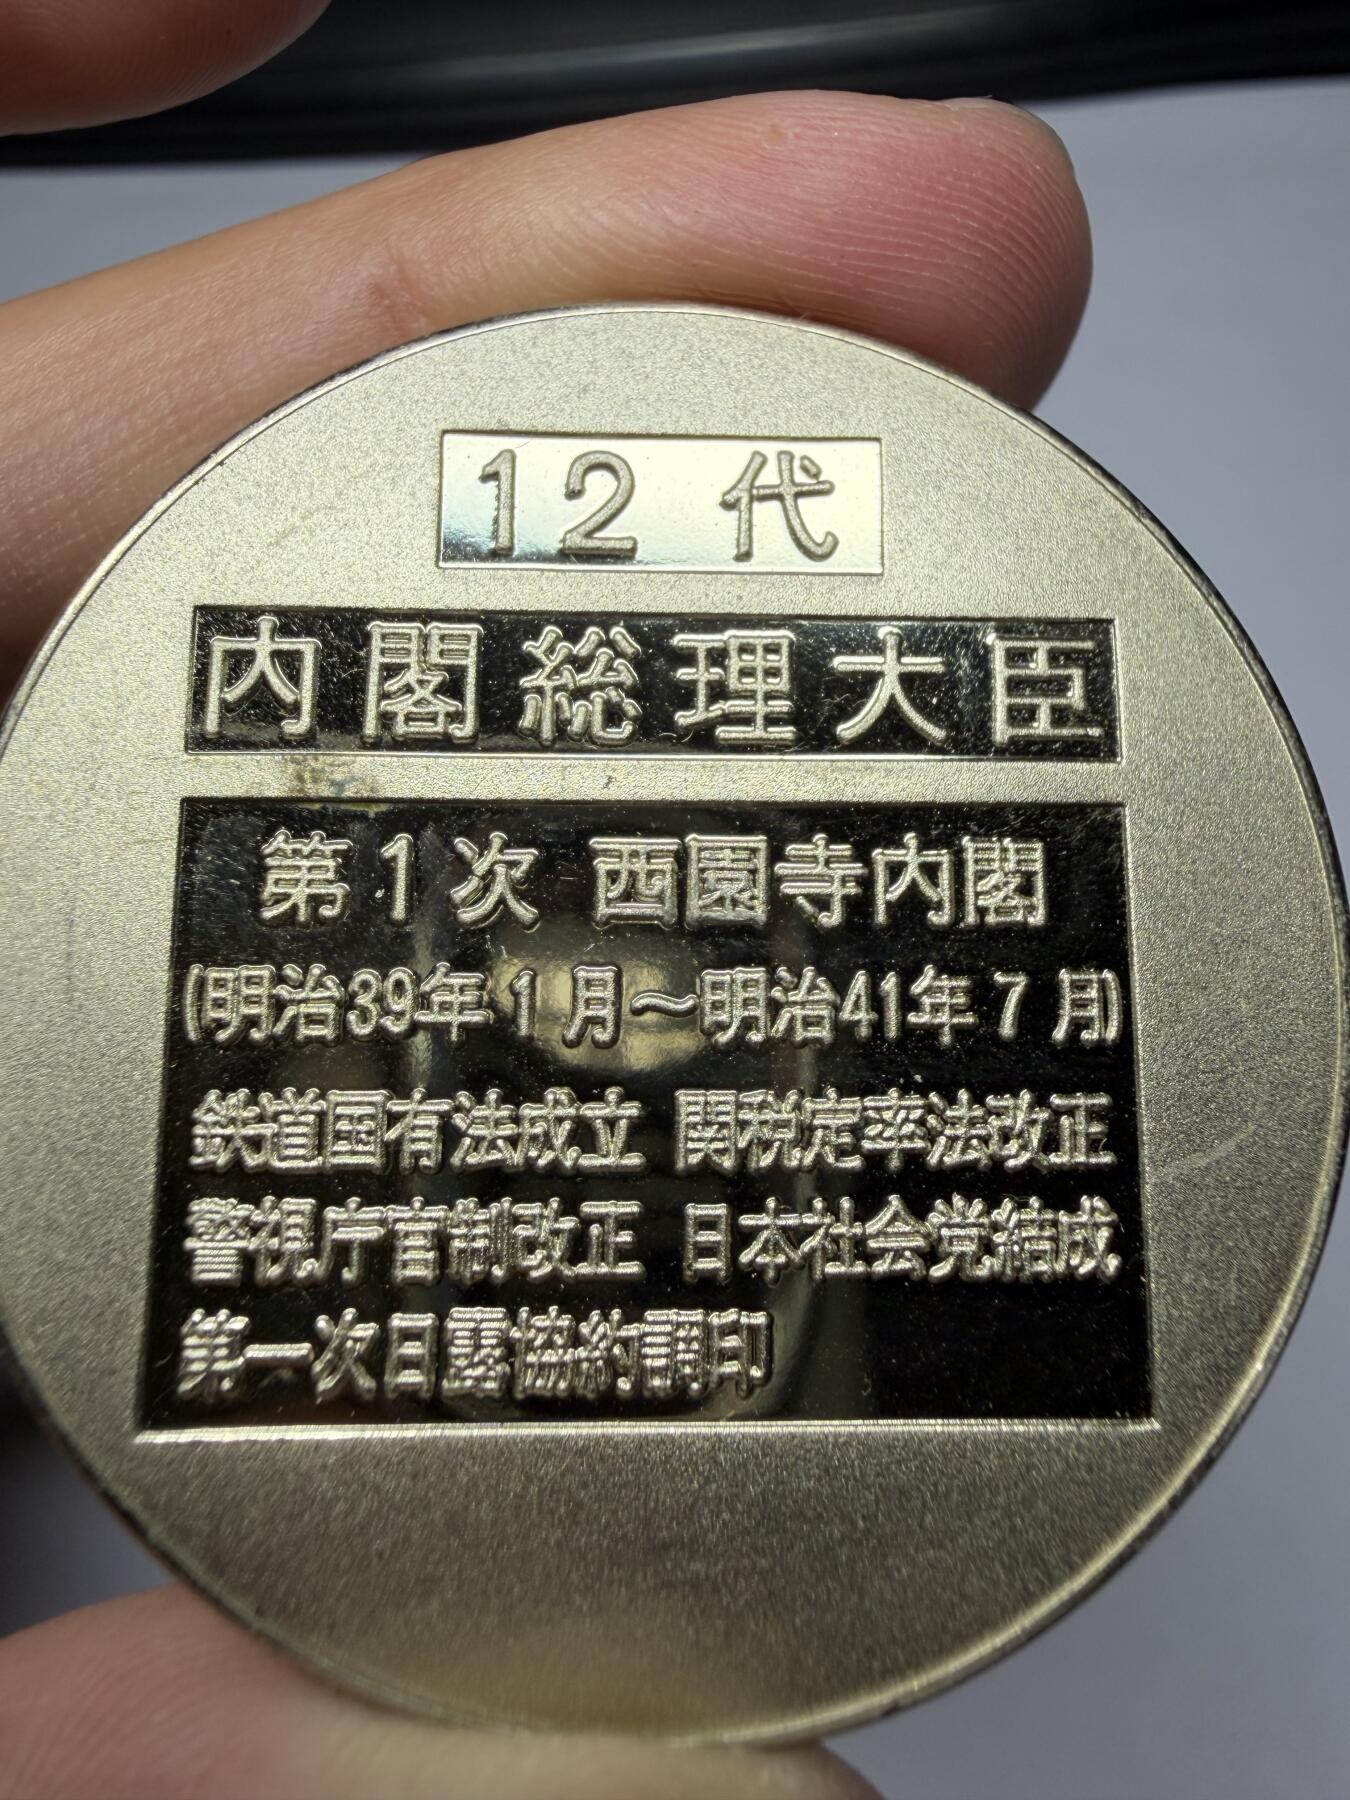 12代
内閣総理大臣
第1次 西園寺内閣
(明治39年1月～明治41年7月)
鉄道国有法成立 関税定率法改正
警視庁官制改正 日本社会党結成
第一次日露協約調印